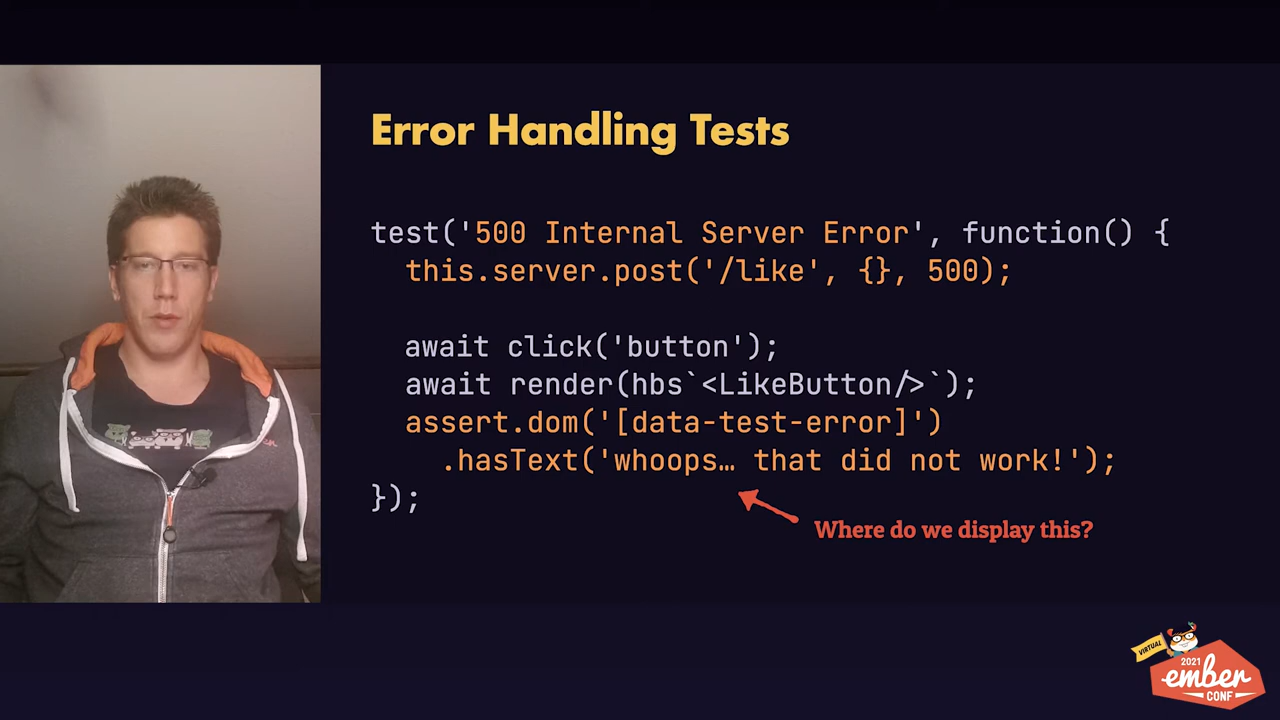 Error Handling Tests
test('500 Internal Server Error', function() {
  this.server.post('/like', {}, 500);
  await click('button');
  await render(hbs`<LikeButton/>`);
  assert.dom('[data-test-error]')
    .hasText('whoops… that did not work!');
});
Where do we display this?
VIRTUAL
2021
ember
CONF